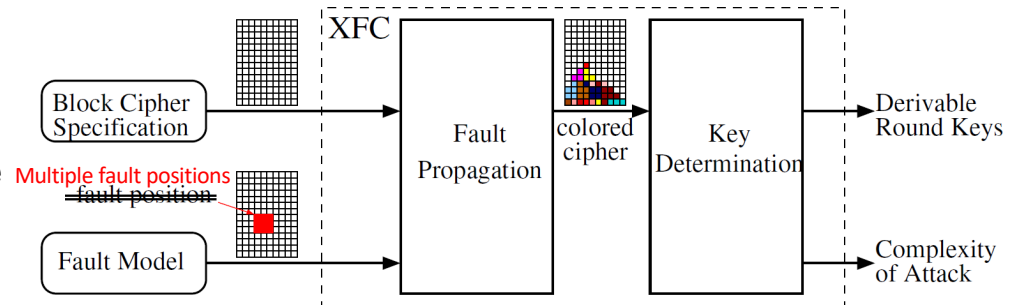 XFC
Block Cipher
Specification
Multiple fault positions
fault position
Fault Model
Fault
Propagation
colored
cipher
Key
Determination
Derivable
Round Keys
Complexity
of Attack